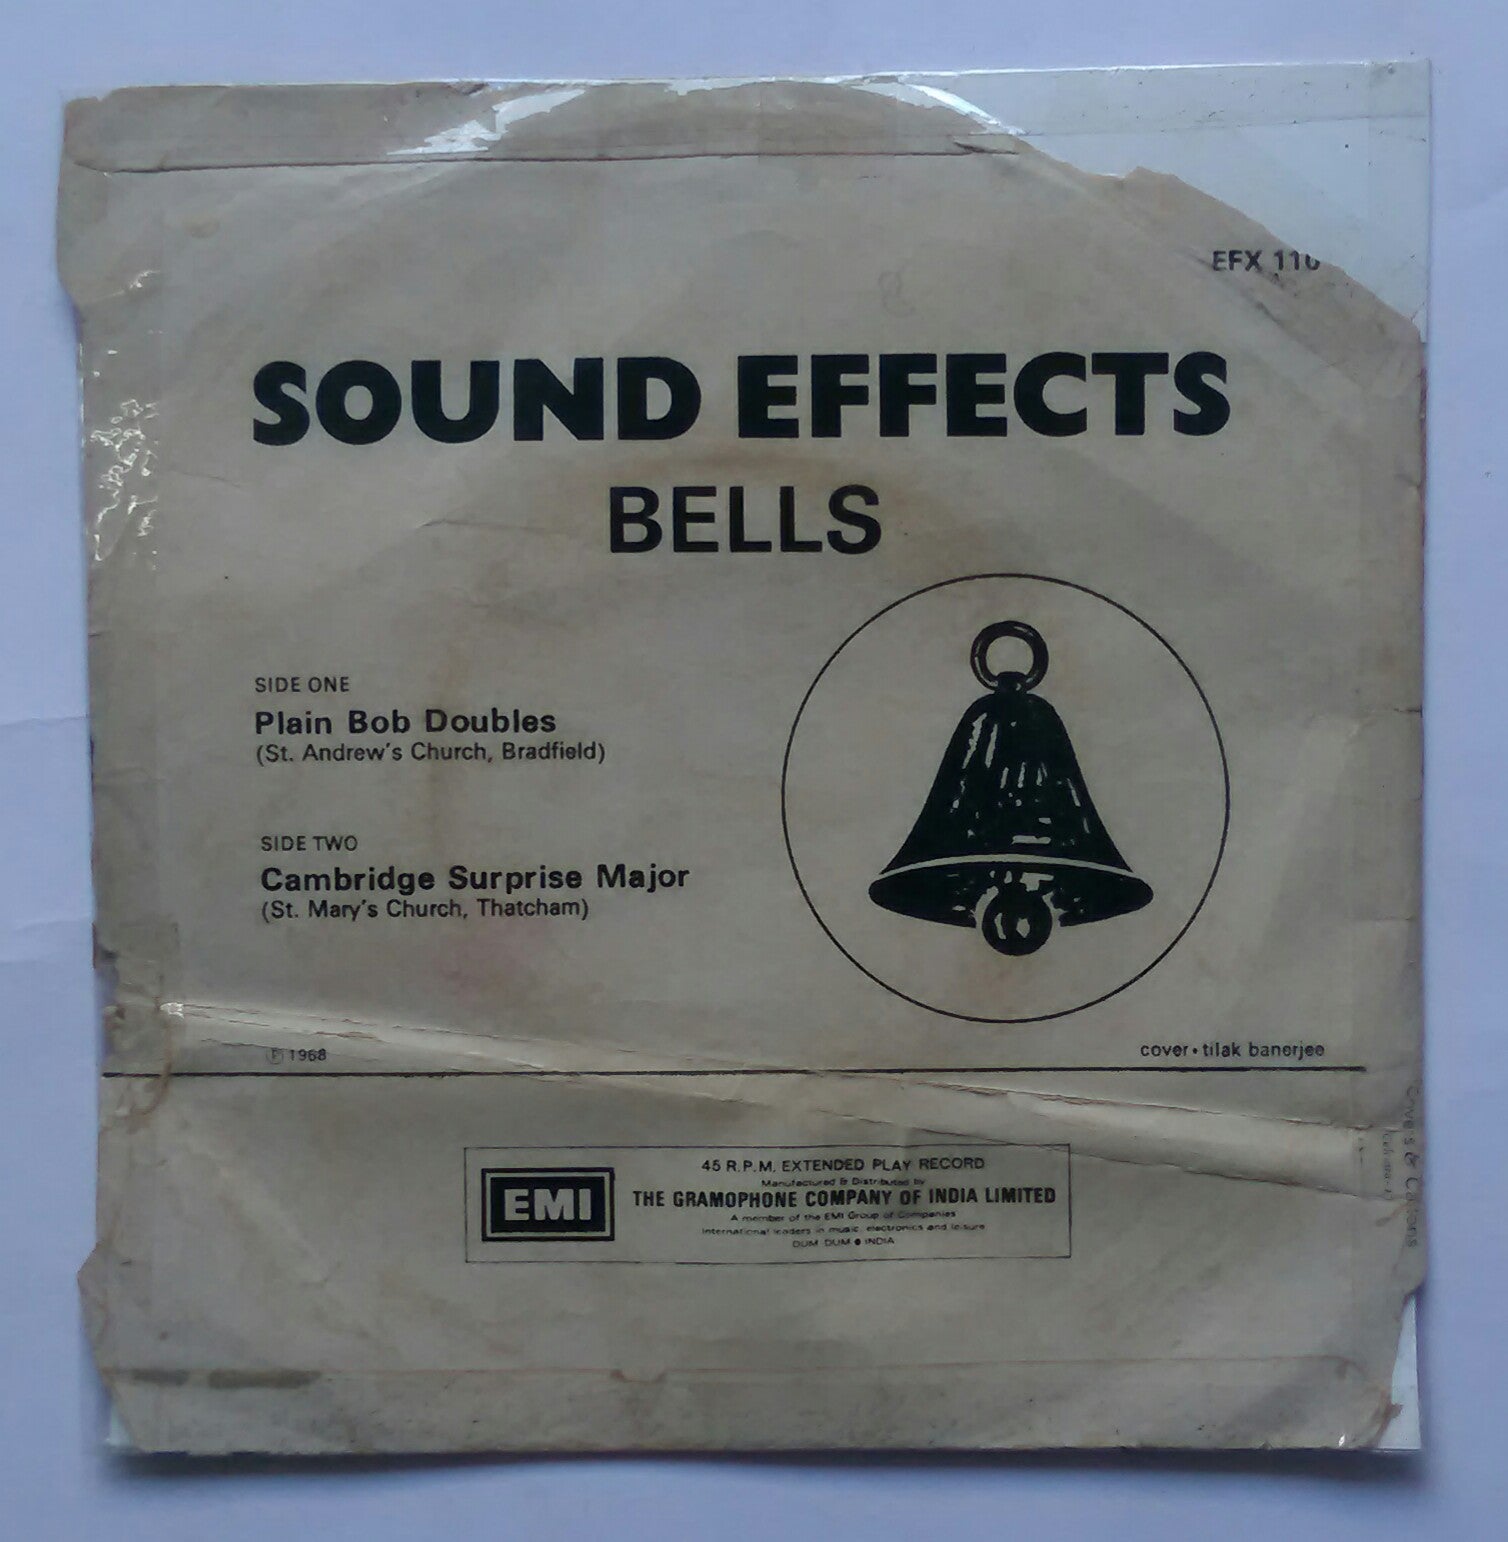 EFX 110
SOUND EFFECTS
BELLS
SIDE ONE
Plain Bob Doubles
(St. Andrew's Church, Bradfield)
SIDE TWO
Cambridge Surprise Major
(St. Mary's Church, Thatcham)
℗ 1968
cover • tilak banerjee
EMI
45 R.P.M. EXTENDED PLAY RECORD
Manufactured & Distributed by
THE GRAMOPHONE COMPANY OF INDIA LIMITED
A member of the EMI Group of Companies
International leaders in music, electronics and leisure
DUM DUM ● INDIA
Covers & Cartons